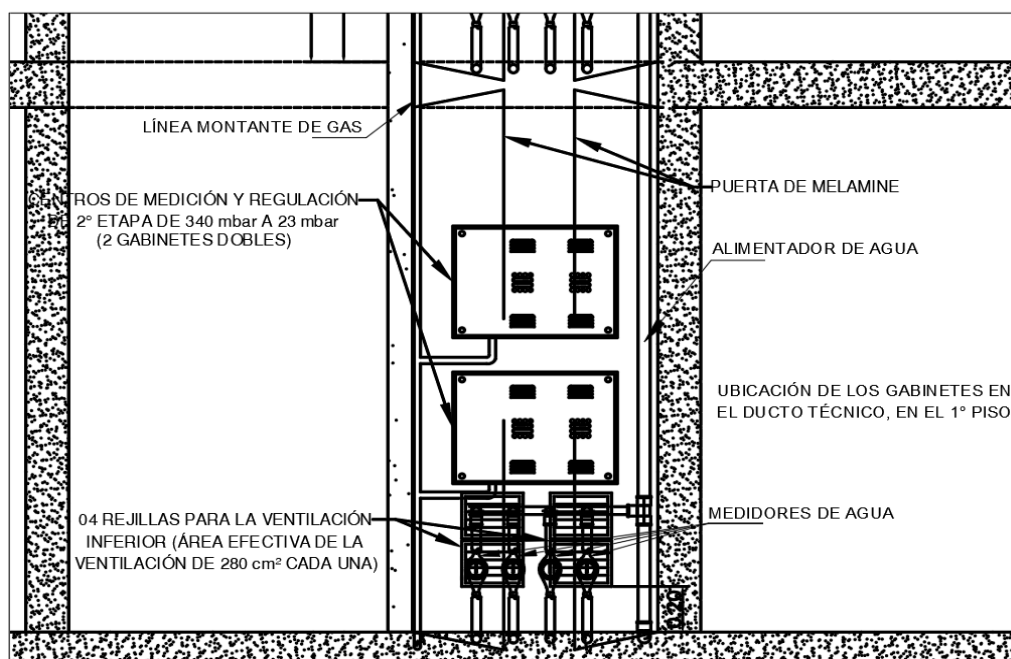 LÍNEA MONTANTE DE GAS
CENTROS DE MEDICIÓN Y REGULACIÓN
DE 2° ETAPA DE 340 mbar A 23 mbar
(2 GABINETES DOBLES)
PUERTA DE MELAMINE
ALIMENTADOR DE AGUA
UBICACIÓN DE LOS GABINETES EN
EL DUCTO TÉCNICO, EN EL 1° PISO
04 REJILLAS PARA LA VENTILACIÓN
INFERIOR (ÁREA EFECTIVA DE LA
VENTILACIÓN DE 280 cm² CADA UNA)
MEDIDORES DE AGUA
0.20